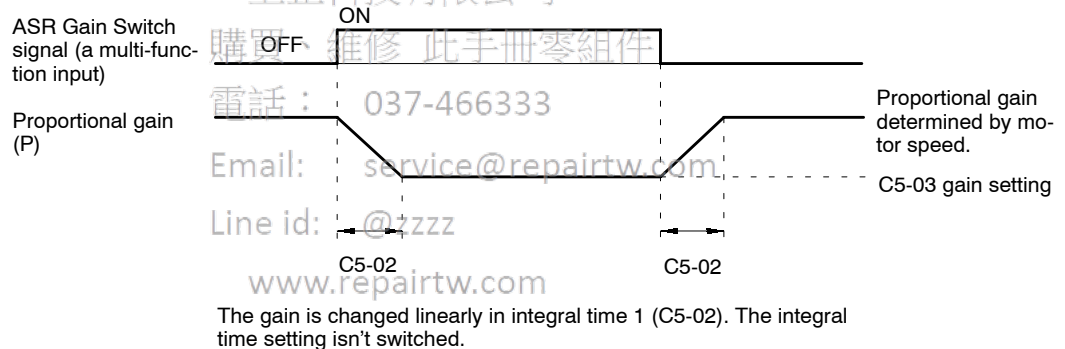 ON
ASR Gain Switch
signal (a multi-func-
tion input)
OFF
購買、維修 此手冊零組件
電話： 037-466333
Proportional gain
(P)
Proportional gain
determined by mo-
tor speed.
Email: service@repairtw.com
C5-03 gain setting
Line id: @zzzz
C5-02
C5-02
www.repairtw.com
The gain is changed linearly in integral time 1 (C5-02). The integral
time setting isn’t switched.